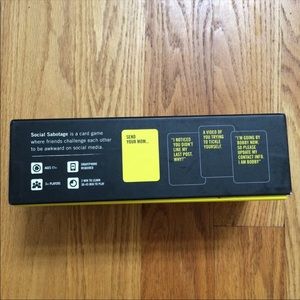 Social Sabotage is a card game
where friends challenge each other
to be awkward on social media.
AGES 17+
SMARTPHONE
REQUIRED
3+ PLAYERS
2 MIN TO LEARN
30-45 MIN TO PLAY
SEND
YOUR MOM...
"I NOTICED
YOU DIDN'T
LIKE MY
LAST POST.
WHY?"
A VIDEO OF
YOU TRYING
TO TICKLE
YOURSELF
"I'M GOING BY
BOBBY NOW,
SO PLEASE
UPDATE MY
CONTACT INFO.
I AM BOBBY"